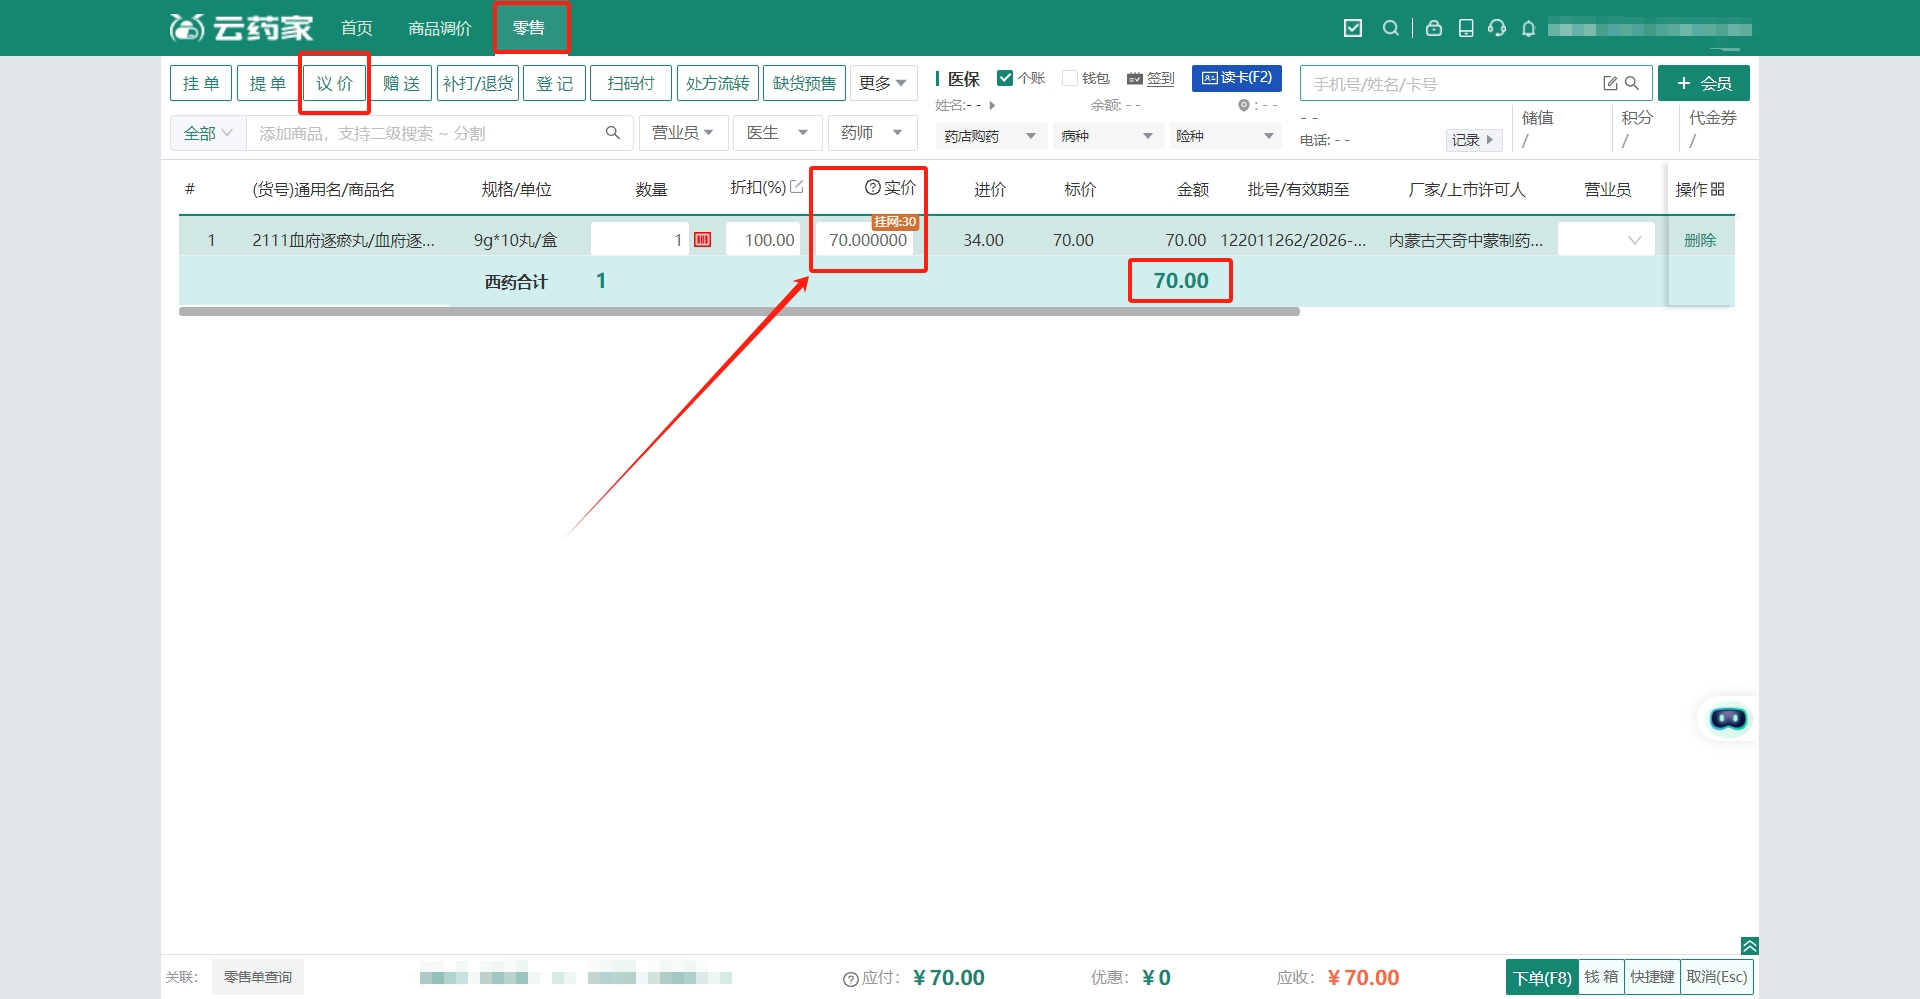 云药家 首页 商品调价 零售
挂 单 提 单 议 价 赠 送 补打/退货 登 记 扫码付 处方流转 缺货预售 更多
医保 个账 钱包 签到 读卡(F2)
手机号/姓名/卡号
+ 会员
姓名:- - 余额: - - : - -
- -
储值 积分 代金券
全部 添加商品，支持二级搜索 ~ 分割 营业员 医生 药师
药店购药 病种 险种
电话: - - 记录 / / /
# (货号)通用名/商品名 规格/单位 数量 折扣(%) 实价 进价 标价 金额 批号/有效期至 厂家/上市许可人 营业员 操作
挂网:30
1 2111血府逐瘀丸/血府逐... 9g*10丸/盒 1 100.00 70.000000 34.00 70.00 70.00 122011262/2026-... 内蒙古天奇中蒙制药... 删除
西药合计 1 70.00
关联: 零售单查询 应付: ¥ 70.00 优惠: ¥ 0 应收: ¥ 70.00 下单(F8) 钱 箱 快捷键 取消(Esc)